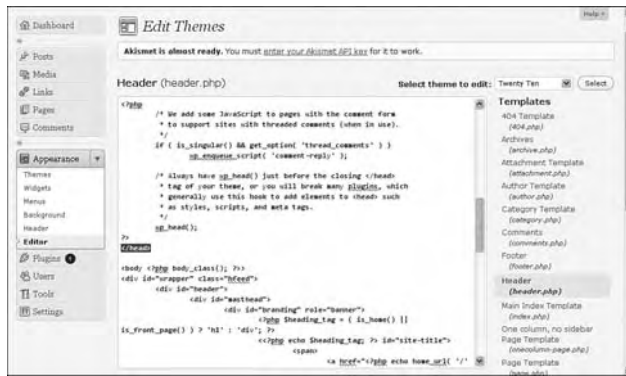 Help
Dashboard
Posts
Media
Links
Pages
Comments
Appearance
Themes
Widgets
Menus
Background
Header
Editor
Plugins 1
Users
Tools
Settings
Edit Themes
Akismet is almost ready. You must enter your Akismet API key for it to work.
Header (header.php)
Select theme to edit: Twenty Ten Select
<?php
/* We add some JavaScript to pages with the comment form
* to support sites with threaded comments (when in use).
*/
if ( is_singular() && get_option( 'thread_comments' ) )
wp_enqueue_script( 'comment-reply' );
/* Always have wp_head() just before the closing </head>
* tag of your theme, or you will break many plugins, which
* generally use this hook to add elements to <head> such
* as styles, scripts, and meta tags.
*/
wp_head();
?>
</head>
<body <?php body_class(); ?>>
<div id="wrapper" class="hfeed">
<div id="header">
<div id="masthead">
<div id="branding" role="banner">
<?php $heading_tag = ( is_home() ||
is_front_page() ) ? 'h1' : 'div'; ?>
<<?php echo $heading_tag; ?> id="site-title">
<span>
<a href="<?php echo home_url( '/'
Templates
404 Template
(404.php)
Archives
(archive.php)
Attachment Template
(attachment.php)
Author Template
(author.php)
Category Template
(category.php)
Comments
(comments.php)
Footer
(footer.php)
Header
(header.php)
Main Index Template
(index.php)
One column, no sidebar
Page Template
(onecolumn-page.php)
Page Template
(page.php)